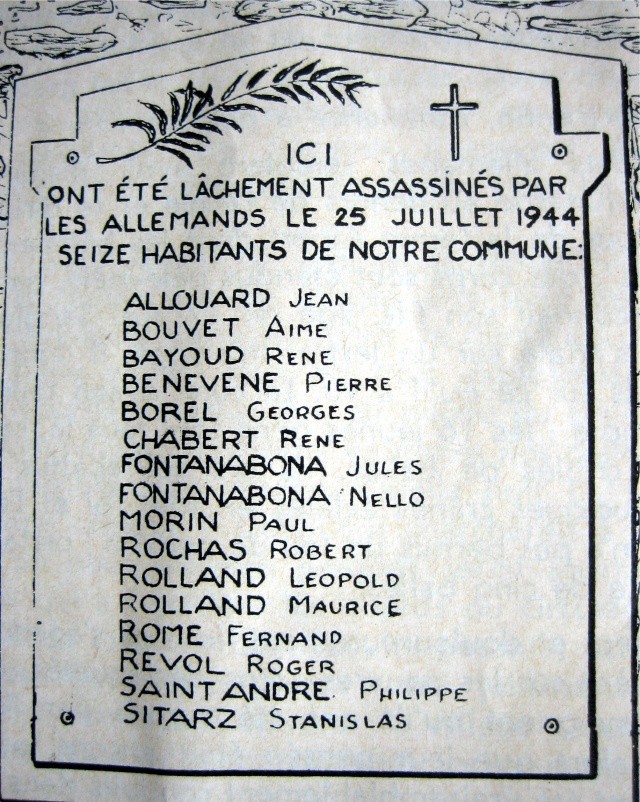 ICI
ONT ÉTÉ LÂCHEMENT ASSASSINÉS PAR
LES ALLEMANDS LE 25 JUILLET 1944
SEIZE HABITANTS DE NOTRE COMMUNE:
ALLOUARD JEAN
BOUVET AIME
BAYOUD RENE
BENEVENE PIERRE
BOREL GEORGES
CHABERT RENE
FONTANABONA JULES
FONTANABONA NELLO
MORIN PAUL
ROCHAS ROBERT
ROLLAND LEOPOLD
ROLLAND MAURICE
ROME FERNAND
REVOL ROGER
SAINT ANDRE PHILIPPE
SITARZ STANISLAS